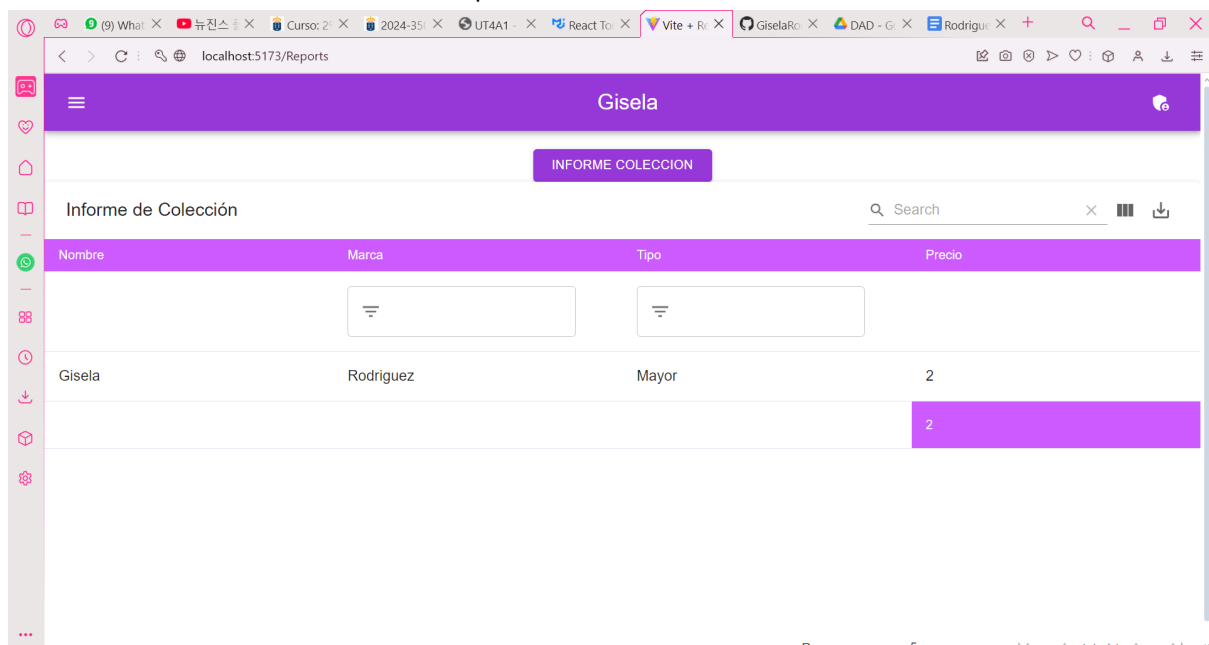 (9) What 뉴진스 Curso: 2 2024-35 UT4A1 - React To Vite + Re GiselaRo DAD - G Rodrigue
localhost:5173/Reports
Gisela
INFORME COLECCION
Informe de Colección Search
Nombre Marca Tipo Precio
Gisela Rodriguez Mayor 2
2